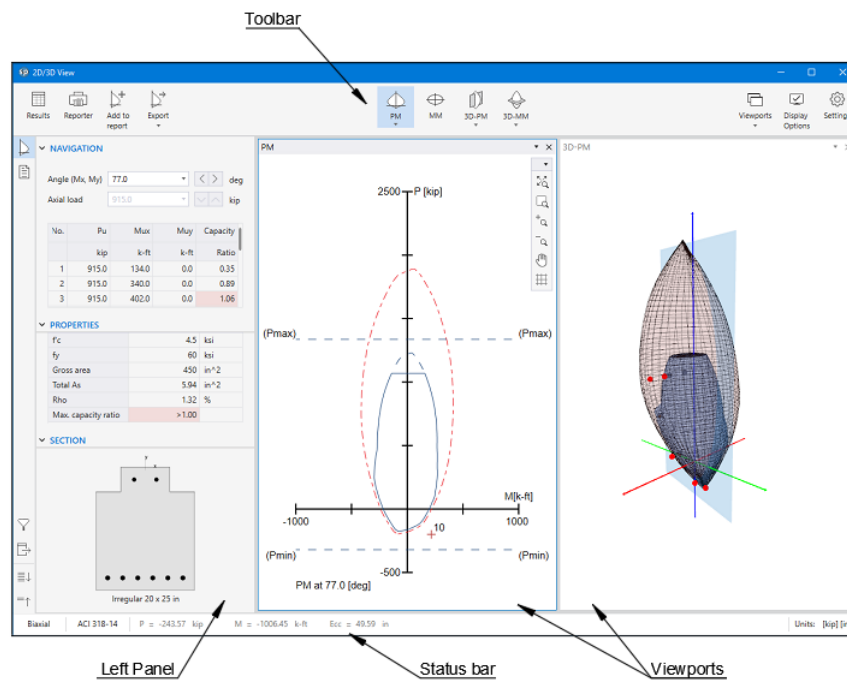 Toolbar
2D/3D View
Results
Reporter
Add to
report
Export
PM
MM
3D-PM
3D-MM
Viewports
Display
Options
Setting
NAVIGATION
Angle (Mx, My) 77.0 deg
Axial load 915.0 kip
No. Pu Mux Muy Capacity
kip k-ft k-ft Ratio
1 915.0 134.0 0.0 0.35
2 915.0 340.0 0.0 0.89
3 915.0 402.0 0.0 1.06
PROPERTIES
f'c 4.5 ksi
fy 60 ksi
Gross area 450 in^2
Total As 5.94 in^2
Rho 1.32 %
Max. capacity ratio >1.00
SECTION
y
x
Irregular 20 x 25 in
PM
2500 P [kip]
(Pmax) (Pmax)
M[k-ft]
-1000 1000
10
(Pmin) (Pmin)
-500
PM at 77.0 [deg]
3D-PM
Biaxial ACI 318-14 P = -243.57 kip M = -1006.45 k-ft Ecc = 49.59 in Units: [kip] [in
Left Panel
Status bar
Viewports